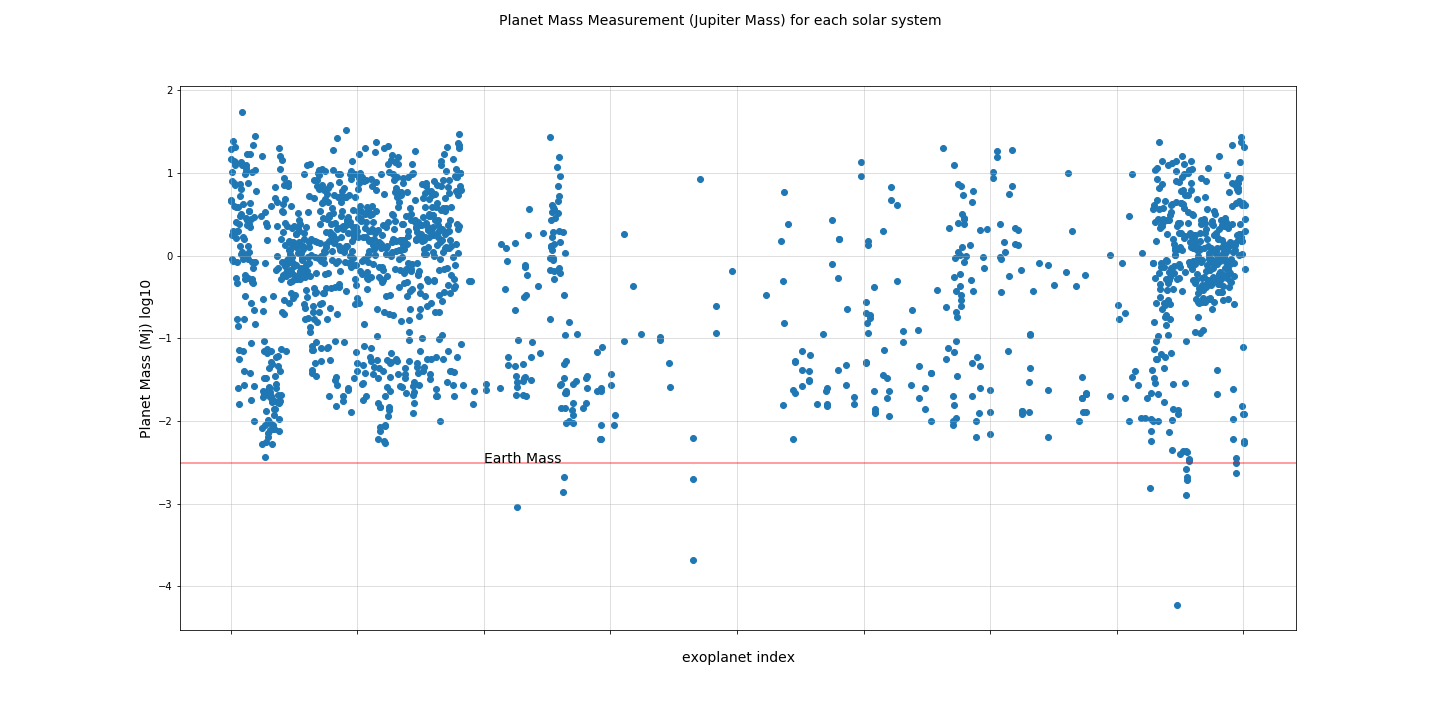 Planet Mass Measurement (Jupiter Mass) for each solar system
2
1
0
−1
−2
−3
−4
Planet Mass (Mj) log10
Earth Mass
exoplanet index